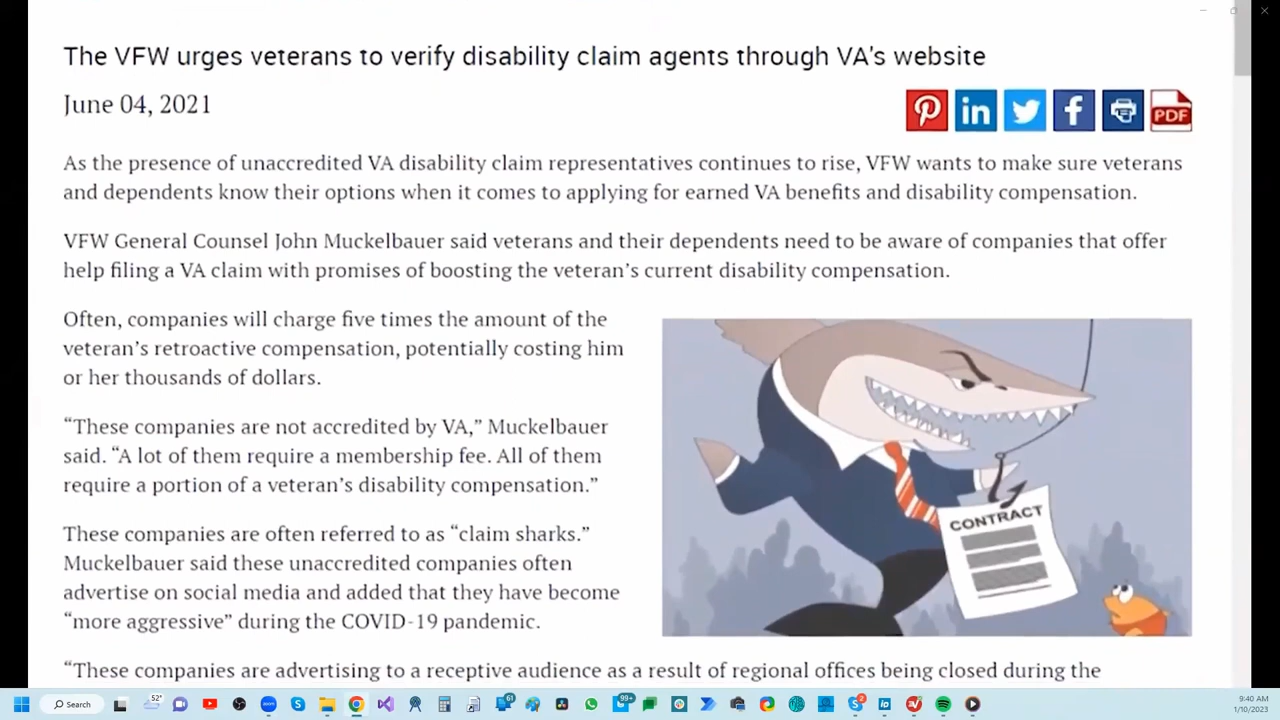 The VFW urges veterans to verify disability claim agents through VA's website
June 04, 2021
PDF
As the presence of unaccredited VA disability claim representatives continues to rise, VFW wants to make sure veterans
and dependents know their options when it comes to applying for earned VA benefits and disability compensation.
VFW General Counsel John Muckelbauer said veterans and their dependents need to be aware of companies that offer
help filing a VA claim with promises of boosting the veteran’s current disability compensation.
Often, companies will charge five times the amount of the
veteran’s retroactive compensation, potentially costing him
or her thousands of dollars.
“These companies are not accredited by VA,” Muckelbauer
said. “A lot of them require a membership fee. All of them
require a portion of a veteran’s disability compensation.”
These companies are often referred to as “claim sharks.”
Muckelbauer said these unaccredited companies often
advertise on social media and added that they have become
“more aggressive” during the COVID-19 pandemic.
CONTRACT
“These companies are advertising to a receptive audience as a result of regional offices being closed during the
Search
52°
61
99+
2
9:40 AM
1/10/2023